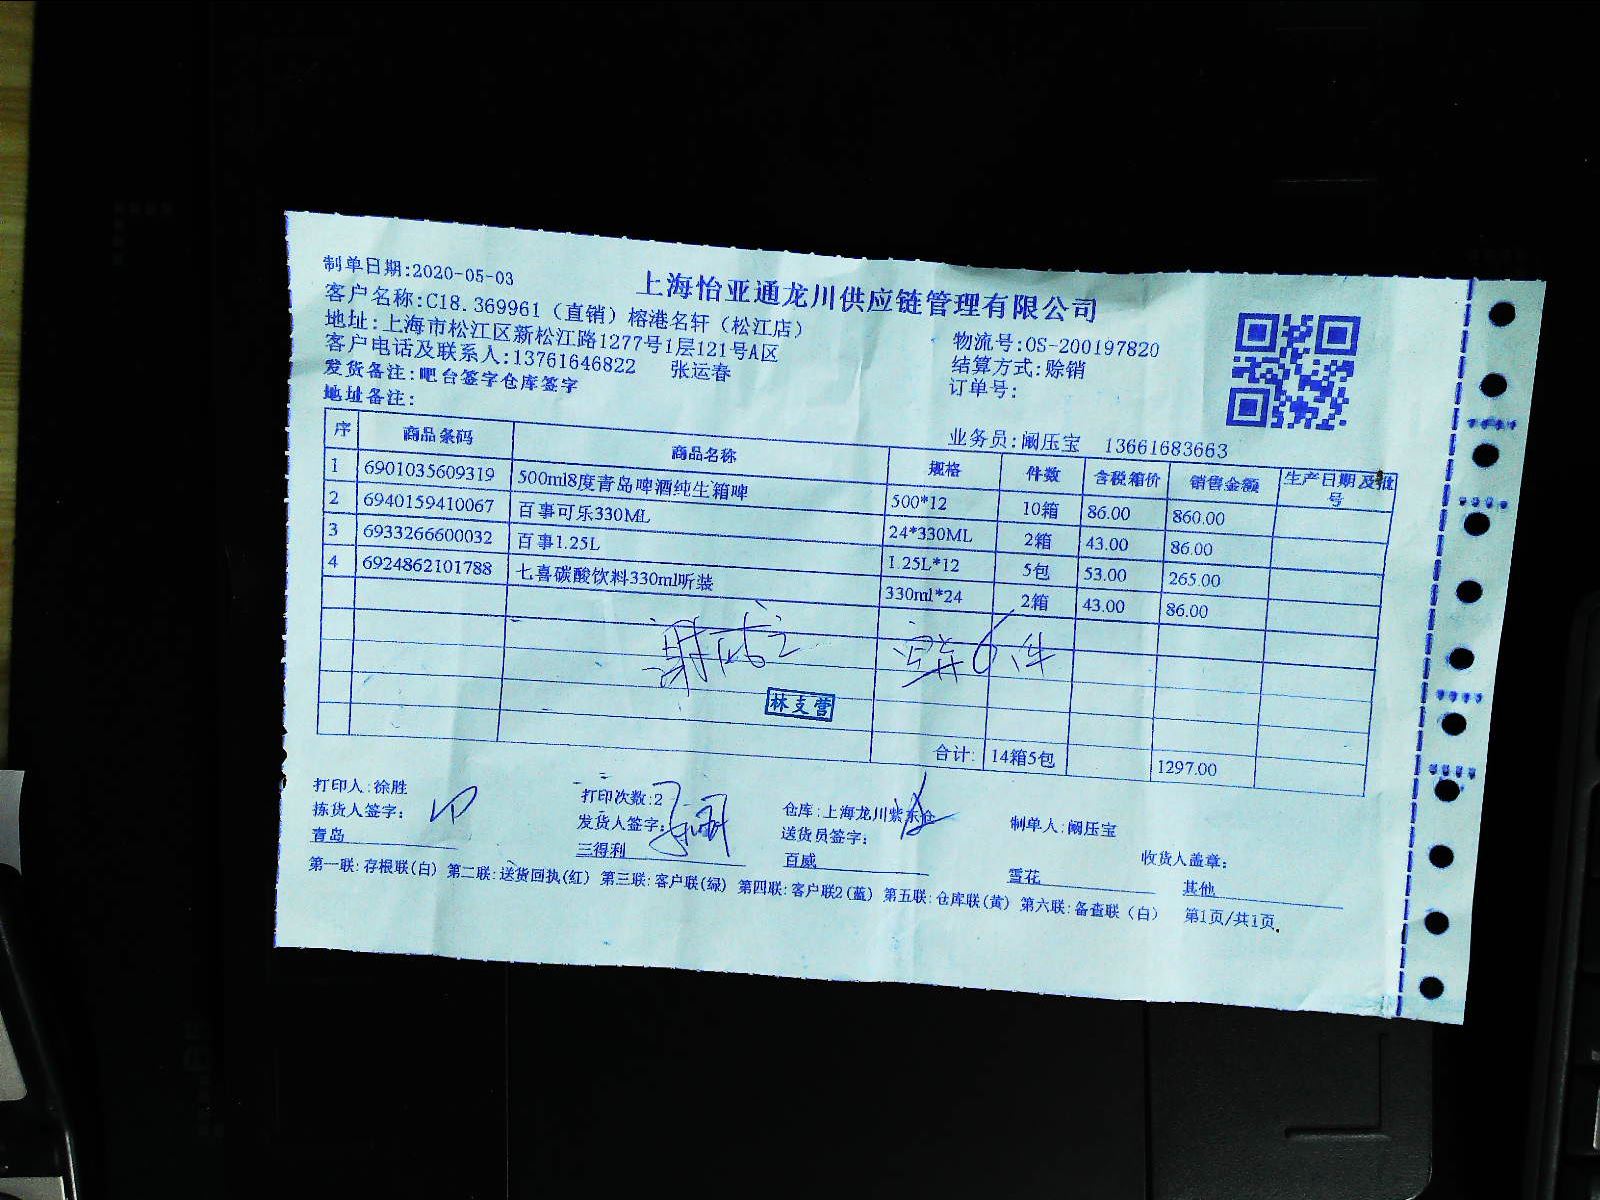 制单日期:2020-05-03
上海怡亚通龙川供应链管理有限公司
客户名称:C18.369961（直销）榕港名轩（松江店）
地址:上海市松江区新松江路1277号1层121号A区
物流号:OS-200197820
客户电话及联系人:13761646822 张运春
结算方式:赊销
发货备注:吧台签字仓库签字
订单号:
地址备注:
业务员:阚压宝 13661683663
序 商品条码 商品名称 规格 件数 含税箱价 销售金额 生产日期及批号
1 6901035609319 500ml8度青岛啤酒纯生箱啤 500*12 10箱 86.00 860.00
2 6940159410067 百事可乐330ML 24*330ML 2箱 43.00 86.00
3 6933266600032 百事1.25L 1.25L*12 5包 53.00 265.00
4 6924862101788 七喜碳酸饮料330ml听装 330ml*24 2箱 43.00 86.00
6件
林支营
合计: 14箱5包 1297.00
打印人:徐胜 打印次数:2 仓库:上海龙川紫东仓 制单人:阚压宝
拣货人签字: 发货人签字: 送货员签字: 收货人盖章:
青岛 三得利 百威 雪花 其他
第一联:存根联(白) 第二联:送货回执(红) 第三联:客户联(绿) 第四联:客户联2(蓝) 第五联:仓库联(黄) 第六联:备查联（白） 第1页/共1页.